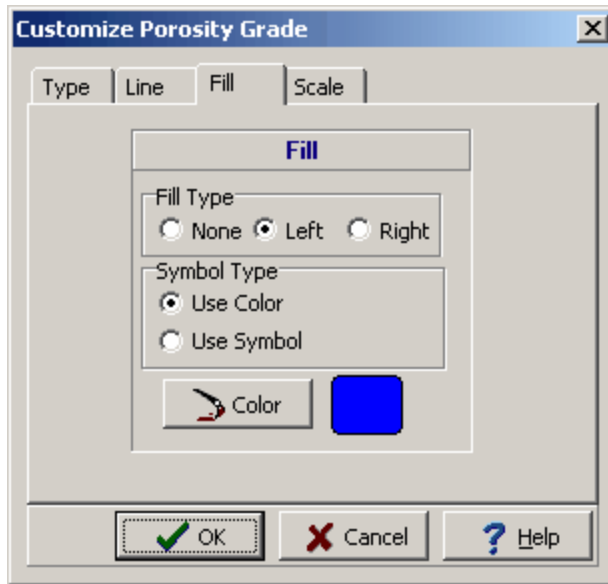 Customize Porosity Grade
Type Line Fill Scale
Fill
Fill Type
None Left Right
Symbol Type
Use Color
Use Symbol
Color
OK Cancel Help